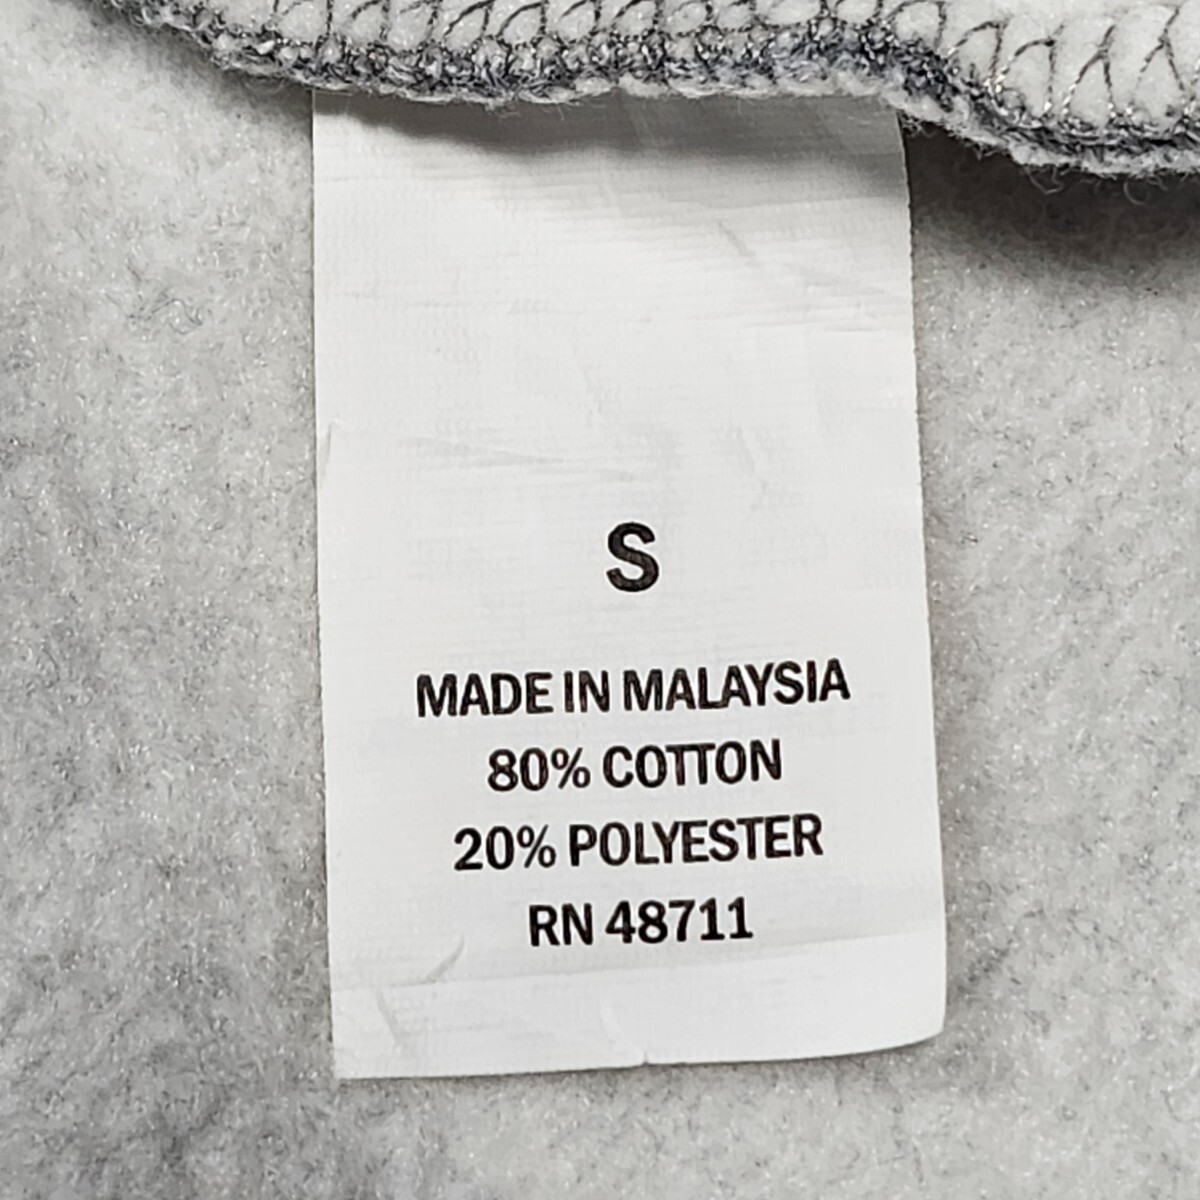 S
MADE IN MALAYSIA
80% COTTON
20% POLYESTER
RN 48711